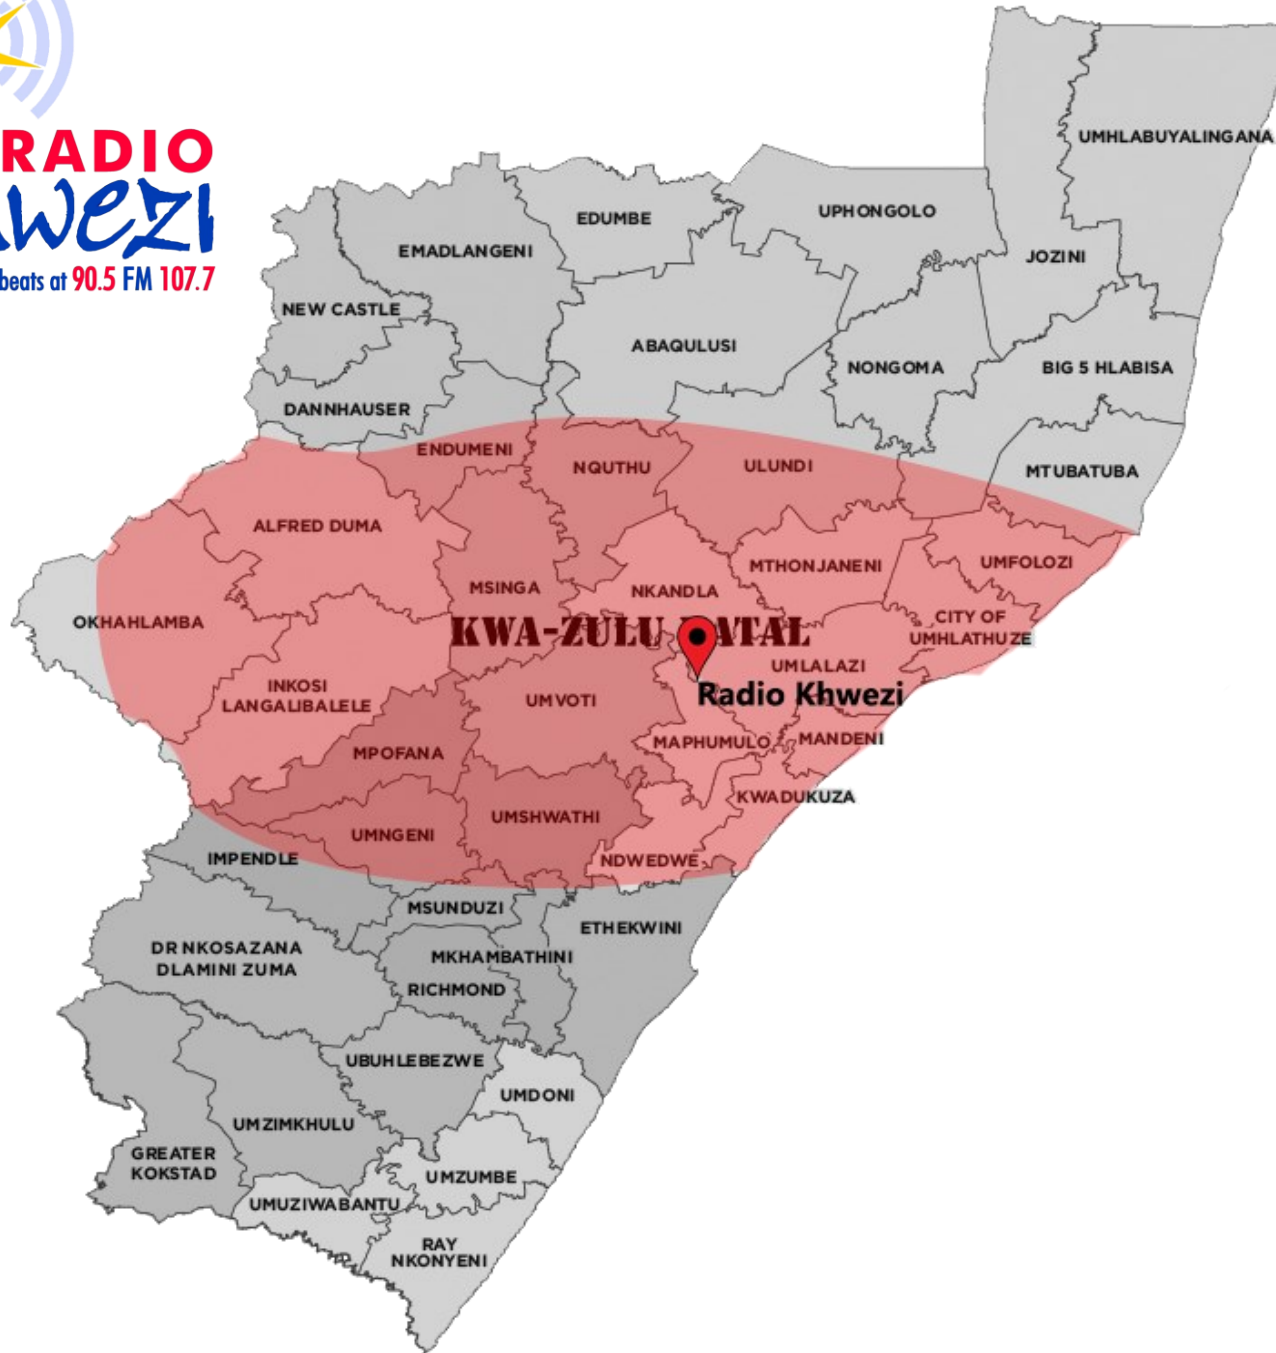 RADIO
beats at 90.5 FM 107.7
UMHLABUYALINGANA
EDUMBE
UPHONGOLO
EMADLANGENI
JOZINI
NEW CASTLE
ABAQULUSI
NONGOMA
BIG 5 HLABISA
DANNHAUSER
ENDUMENI
NQUTHU
ULUNDI
MTUBATUBA
ALFRED DUMA
MTHONJANENI
UMFOLOZI
MSINGA
NKANDLA
OKHAHLAMBA
CITY OF
UMHLATHUZE
KWA-ZULU NATAL
UMLALAZI
INKOSI
LANGALIBALELE
UMVOTI
Radio Khwezi
MPOFANA
MAPHUMULO
MANDENI
KWADUKUZA
UMSHWATHI
UMNGENI
IMPENDLE
NDWEDWE
MSUNDUZI
ETHEKWINI
DR NKOSAZANA
DLAMINI ZUMA
MKHAMBATHINI
RICHMOND
UBUHLEBEZWE
UMDONI
UMZIMKHULU
GREATER
KOKSTAD
UMZUMBE
UMUZIWABANTU
RAY
NKONYENI